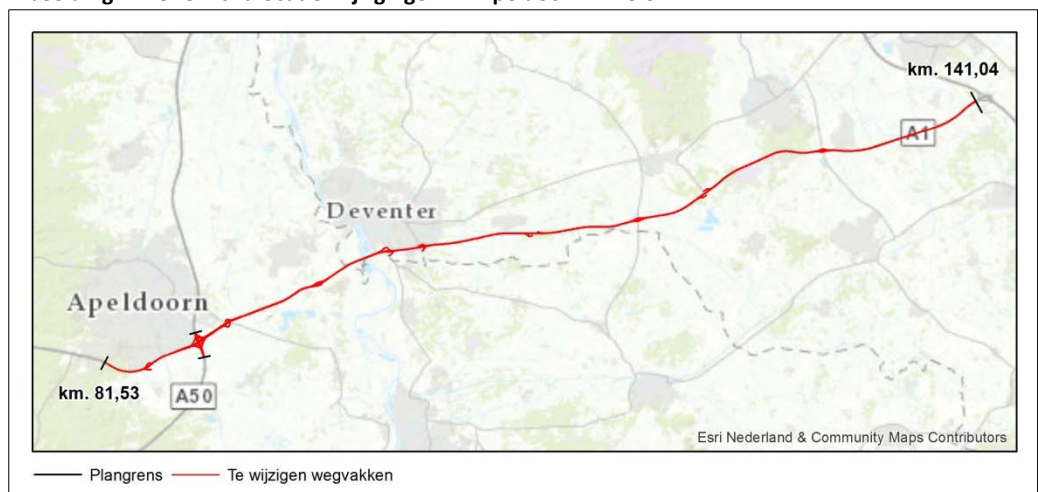 km. 141,04
A1
Deventer
Apeldoorn
km. 81,53
A50
Esri Nederland & Community Maps Contributors
Plangrens Te wijzigen wegvakken